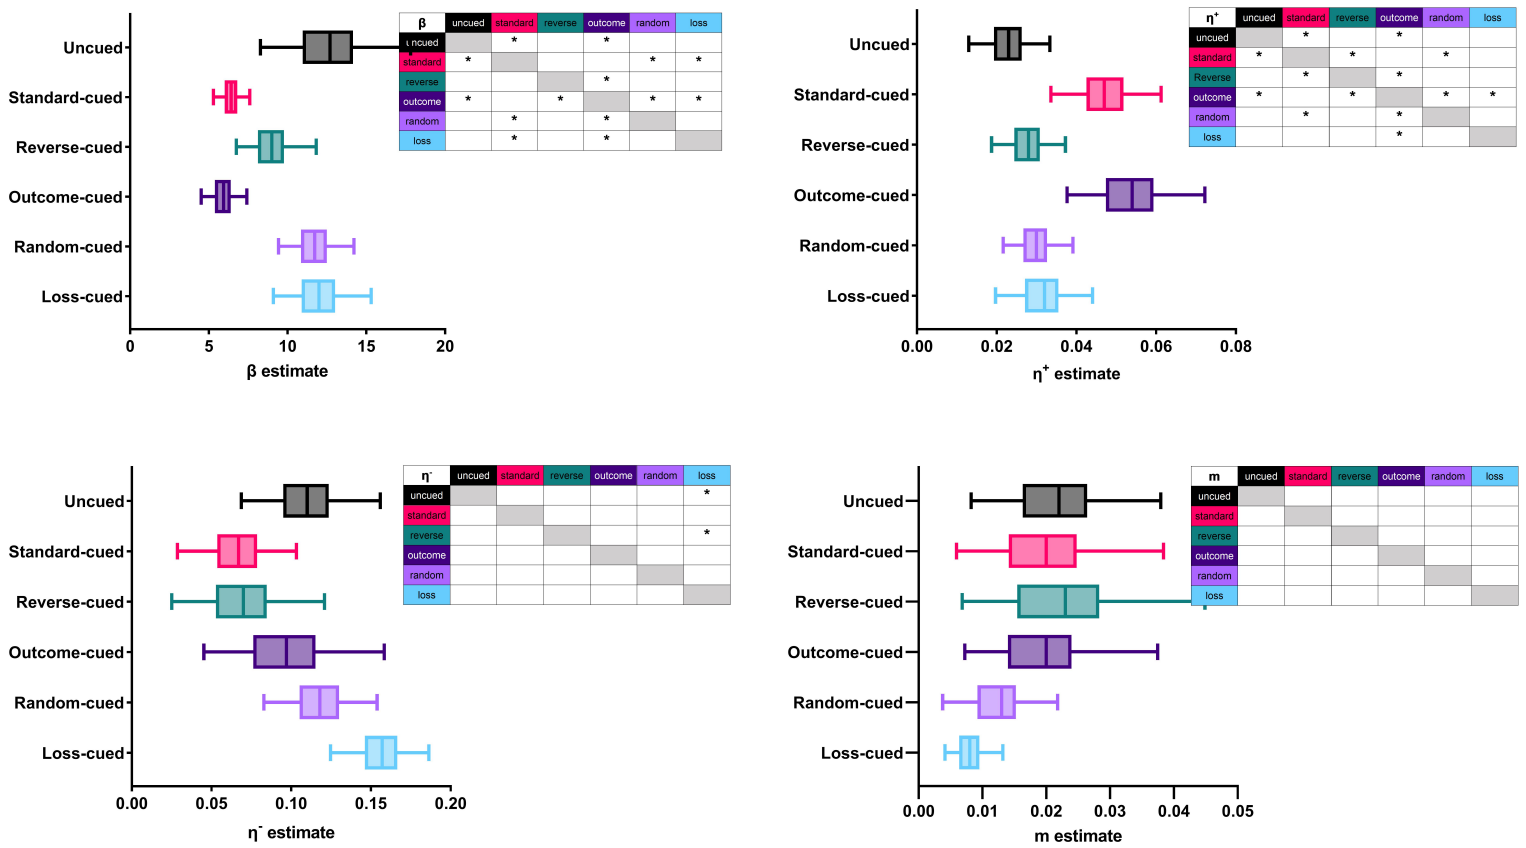 β uncued standard reverse outcome random loss
uncued * *
standard * * *
reverse *
outcome * * * *
random * *
loss * *
Uncued
Standard-cued
Reverse-cued
Outcome-cued
Random-cued
Loss-cued
0 5 10 15 20
β estimate
η+ uncued standard reverse outcome random loss
uncued * *
standard * * *
Reverse * *
outcome * * * *
random * *
loss *
Uncued
Standard-cued
Reverse-cued
Outcome-cued
Random-cued
Loss-cued
0.00 0.02 0.04 0.06 0.08
η+ estimate
η- uncued standard reverse outcome random loss
uncued *
standard
reverse *
outcome
random
loss
Uncued
Standard-cued
Reverse-cued
Outcome-cued
Random-cued
Loss-cued
0.00 0.05 0.10 0.15 0.20
η- estimate
m uncued standard reverse outcome random loss
uncued
standard
reverse
outcome
random
loss
Uncued
Standard-cued
Reverse-cued
Outcome-cued
Random-cued
Loss-cued
0.00 0.01 0.02 0.03 0.04 0.05
m estimate